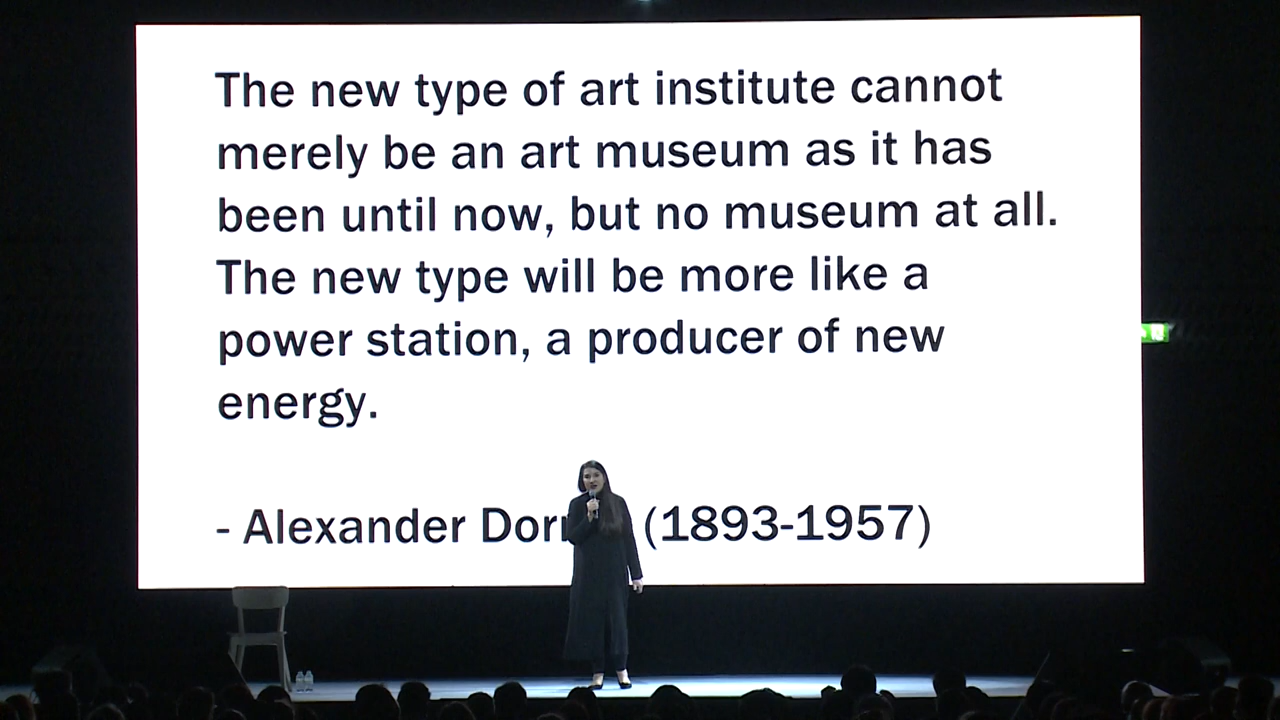 The new type of art institute cannot
merely be an art museum as it has
been until now, but no museum at all.
The new type will be more like a
power station, a producer of new
energy.
- Alexander (1893-1957)